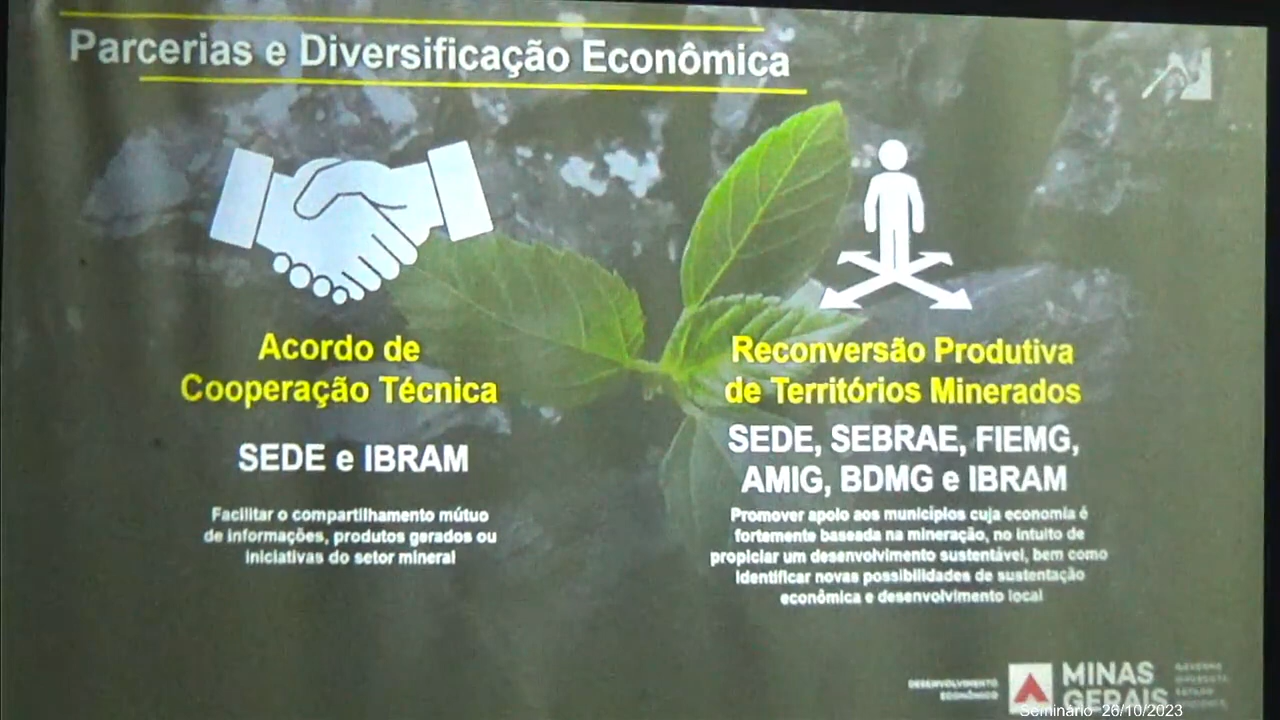 Parcerias e Diversificação Econômica
Acordo de
Cooperação Técnica
SEDE e IBRAM
Facilitar o compartilhamento mútuo
de informações, produtos gerados ou
iniciativas do setor mineral
Reconversão Produtiva
de Territórios Minerados
SEDE, SEBRAE, FIEMG,
AMIG, BDMG e IBRAM
Promover apoio aos municípios cuja economia é
fortemente baseada na mineração, no intuito de
propiciar um desenvolvimento sustentável, bem como
identificar novas possibilidades de sustentação
econômica e desenvolvimento local
DESENVOLVIMENTO
ECONÔMICO
MINAS
GERAIS
Seminário 26/10/2023